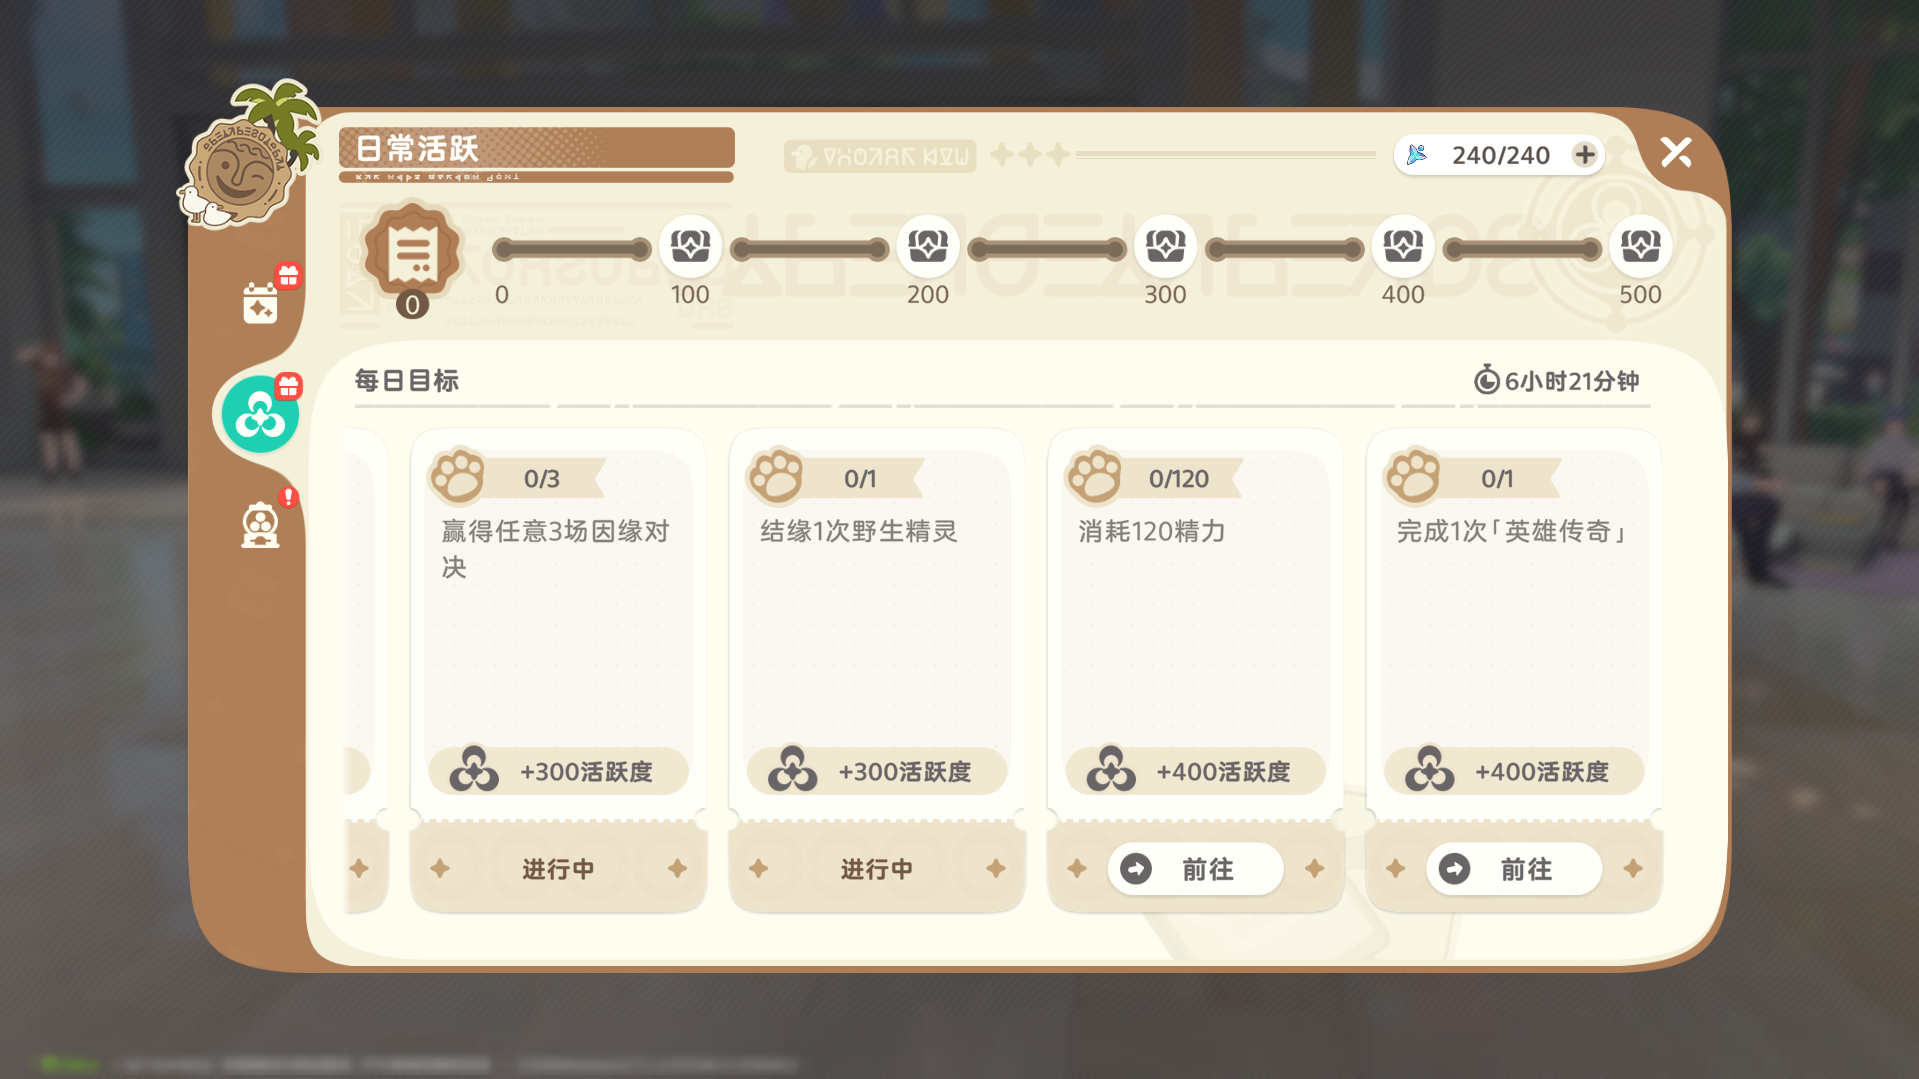 日常活跃
240/240
0
0
100
200
300
400
500
每日目标
6小时21分钟
0/3
赢得任意3场因缘对
决
+300活跃度
进行中
0/1
结缘1次野生精灵
+300活跃度
进行中
0/120
消耗120精力
+400活跃度
前往
0/1
完成1次「英雄传奇」
+400活跃度
前往